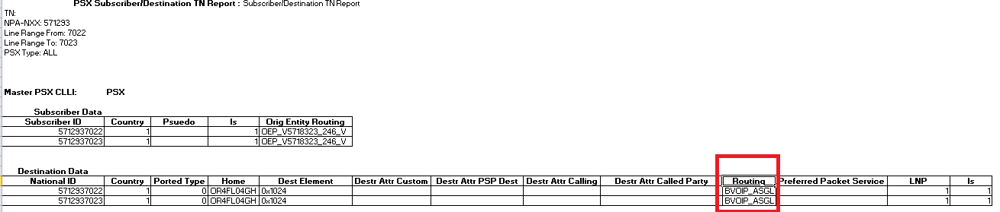 PSX Subscriber/Destination TN Report : Subscriber/Destination TN Report
TN:
NPA-NXX: 571293
Line Range From: 7022
Line Range To: 7023
PSX Type: ALL
Master PSX CLLI: PSX
Subscriber Data
Subscriber ID Country Psuedo Is Orig Entity Routing
5712937022 1 1 OEP_V5718323_246_V
5712937023 1 1 OEP_V5718323_246_V
Destination Data
National ID Country Ported Type Home Dest Element Destr Attr Custom Destr Attr PSP Dest Destr Attr Calling Destr Attr Called Party Routing Preferred Packet Service LNP Is
5712937022 1 0 OR4FL04GH 0x1024 BVOIP_ASGL 1 1
5712937023 1 0 OR4FL04GH 0x1024 BVOIP_ASGL 1 1